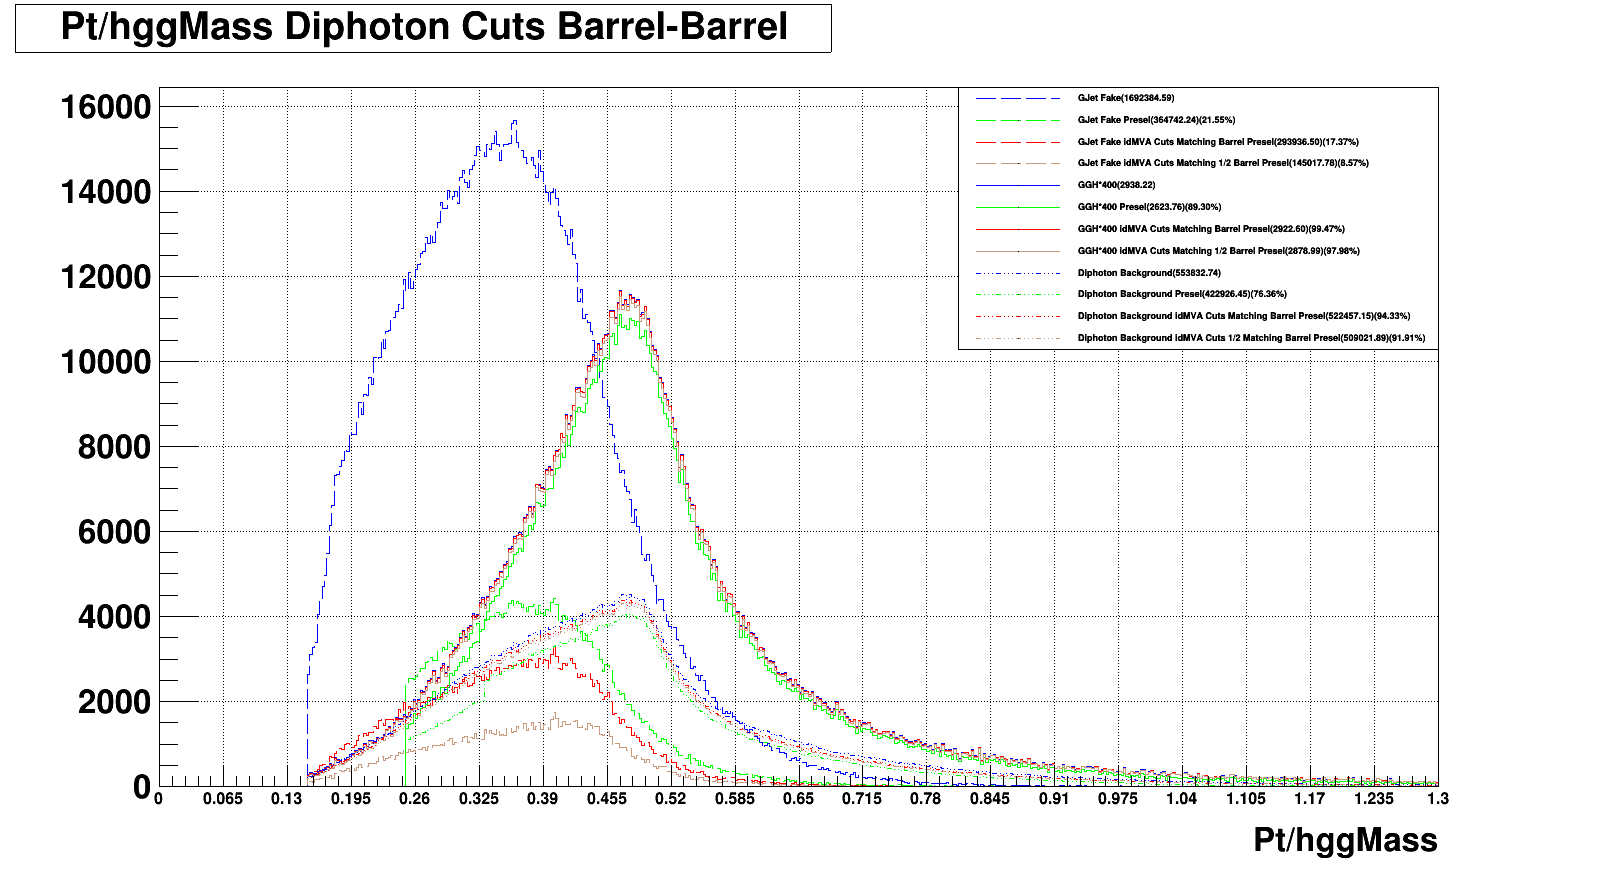 Pt/hggMass Diphoton Cuts Barrel-Barrel
16000
14000
12000
10000
8000
6000
4000
2000
0
GJet Fake(1692384.59)
GJet Fake Presel(364742.24)(21.55%)
GJet Fake idMVA Cuts Matching Barrel Presel(293936.50)(17.37%)
GJet Fake idMVA Cuts Matching 1/2 Barrel Presel(145017.78)(8.57%)
GGH*400(2938.22)
GGH*400 Presel(2623.76)(89.30%)
GGH*400 idMVA Cuts Matching Barrel Presel(2922.60)(99.47%)
GGH*400 idMVA Cuts Matching 1/2 Barrel Presel(2878.99)(97.98%)
Diphoton Background(553832.74)
Diphoton Background Presel(422926.45)(76.36%)
Diphoton Background idMVA Cuts Matching Barrel Presel(522457.15)(94.33%)
Diphoton Background idMVA Cuts 1/2 Matching Barrel Presel(509021.89)(91.91%)
0 0.065 0.13 0.195 0.26 0.325 0.39 0.455 0.52 0.585 0.65 0.715 0.78 0.845 0.91 0.975 1.04 1.105 1.17 1.235 1.3
Pt/hggMass